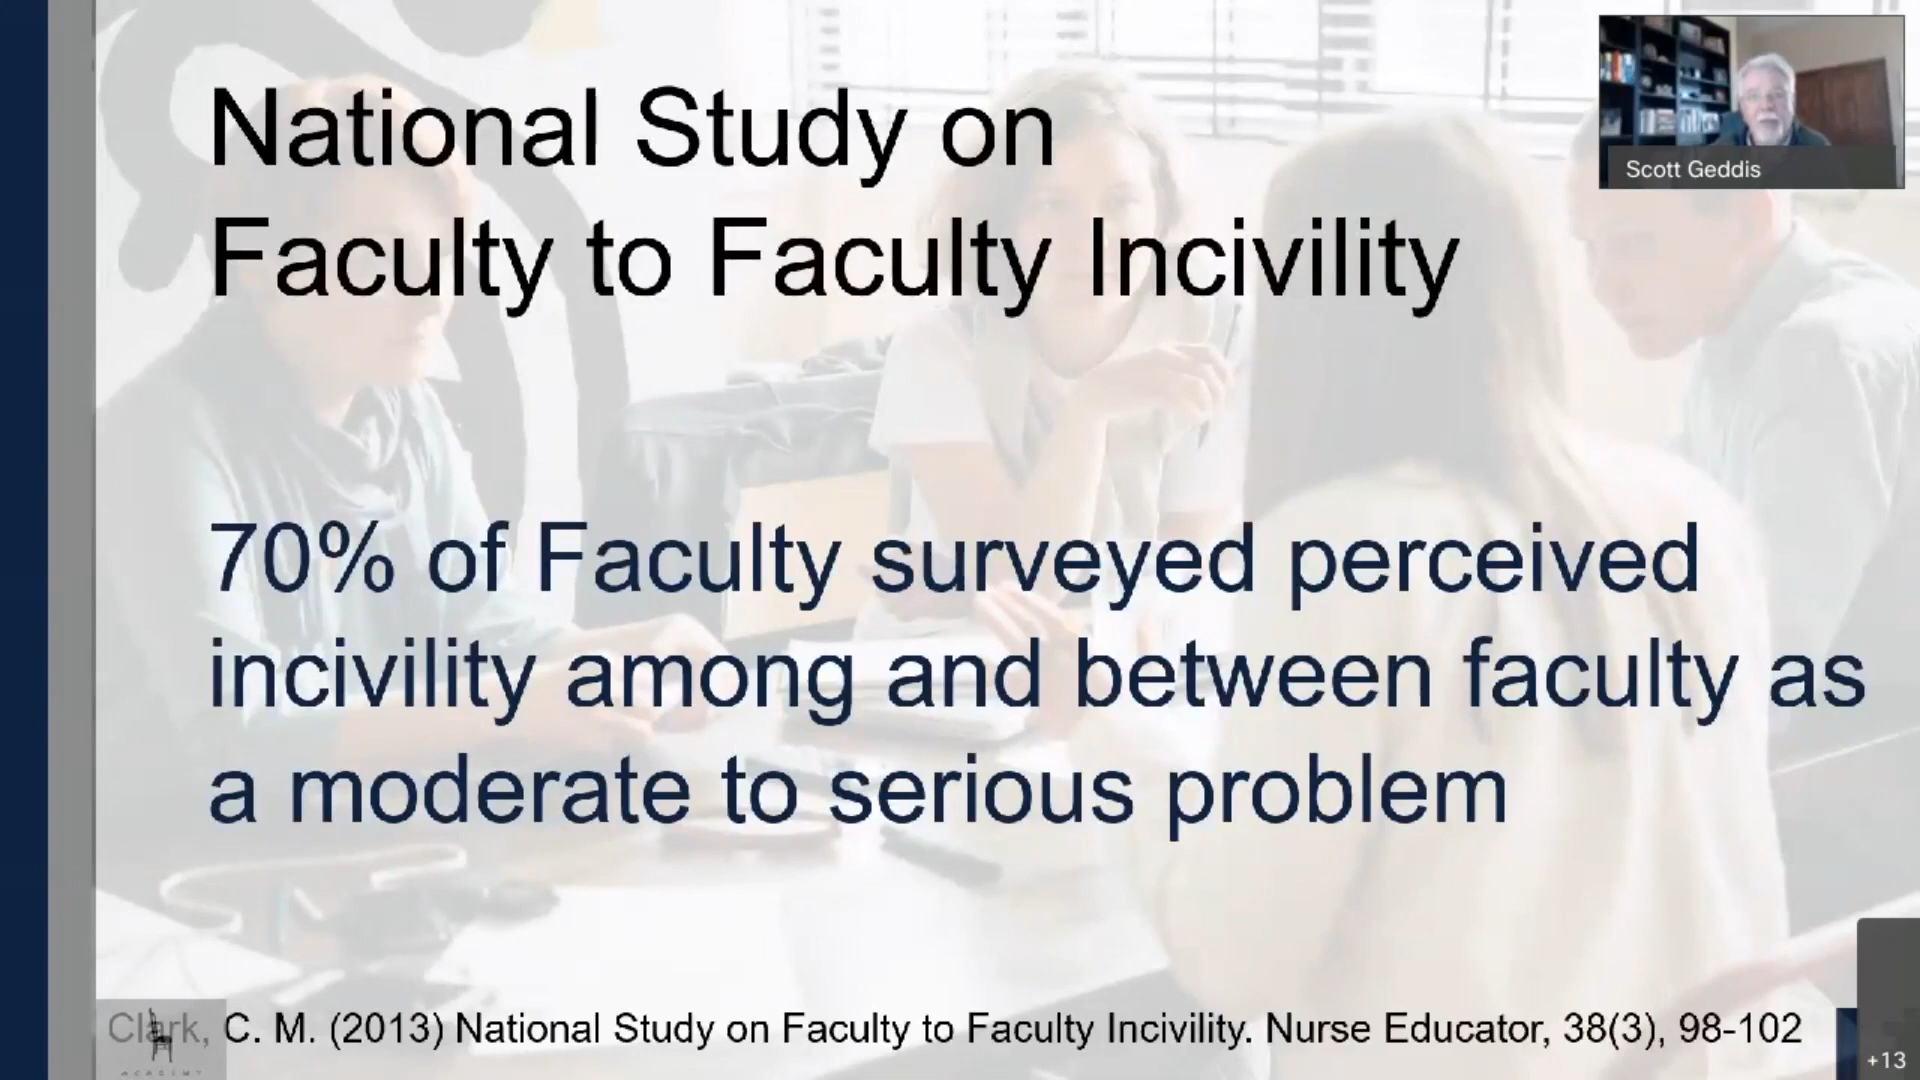 National Study on
Faculty to Faculty Incivility
Scott Geddis
70% of Faculty surveyed perceived
incivility among and between faculty as
a moderate to serious problem
Clark, C. M. (2013) National Study on Faculty to Faculty Incivility. Nurse Educator, 38(3), 98-102
ACADEMY
+13